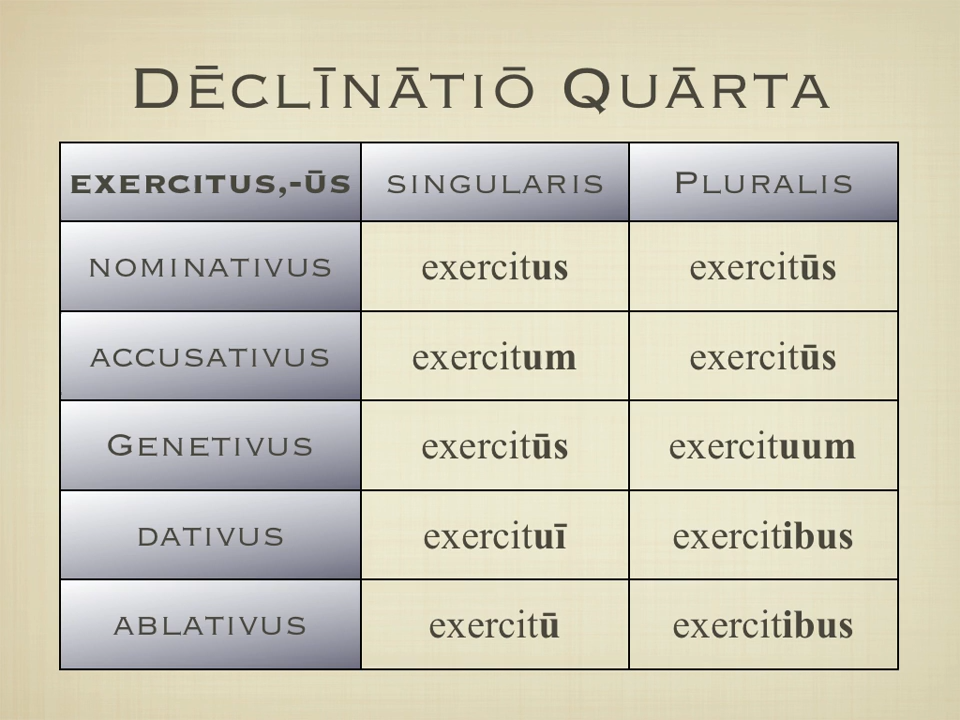 Dēclīnātiō Quārta
exercitus,-ūs singularis Pluralis
nominativus exercitus exercitūs
accusativus exercitum exercitūs
Genetivus exercitūs exercituum
dativus exercituī exercitibus
ablativus exercitū exercitibus